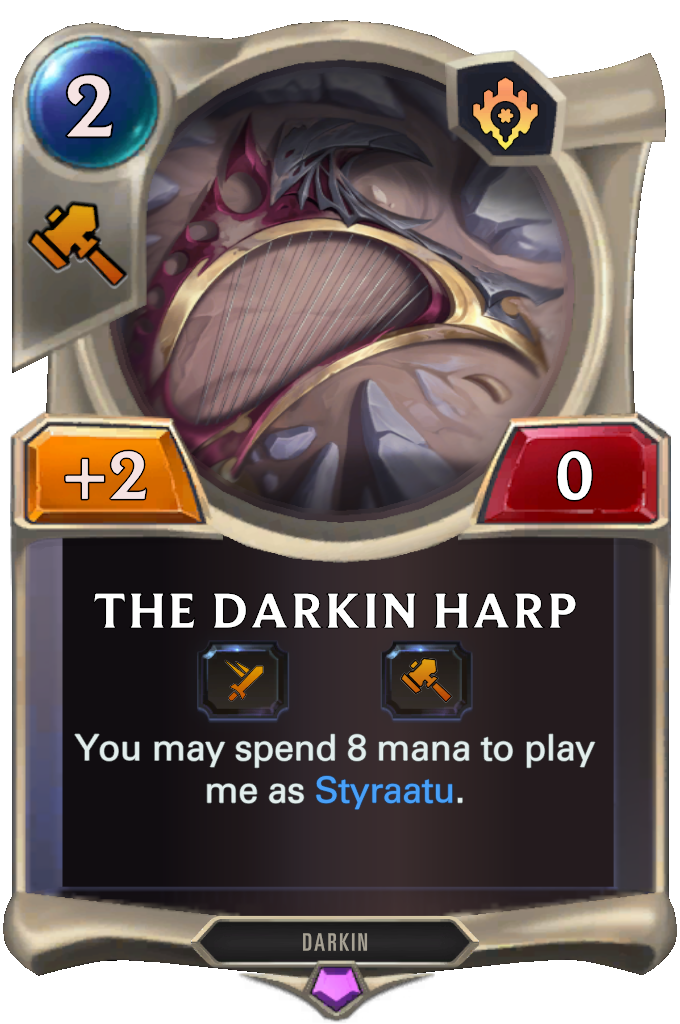 2
+2
0
THE DARKIN HARP
You may spend 8 mana to play
me as Styraatu.
DARKIN